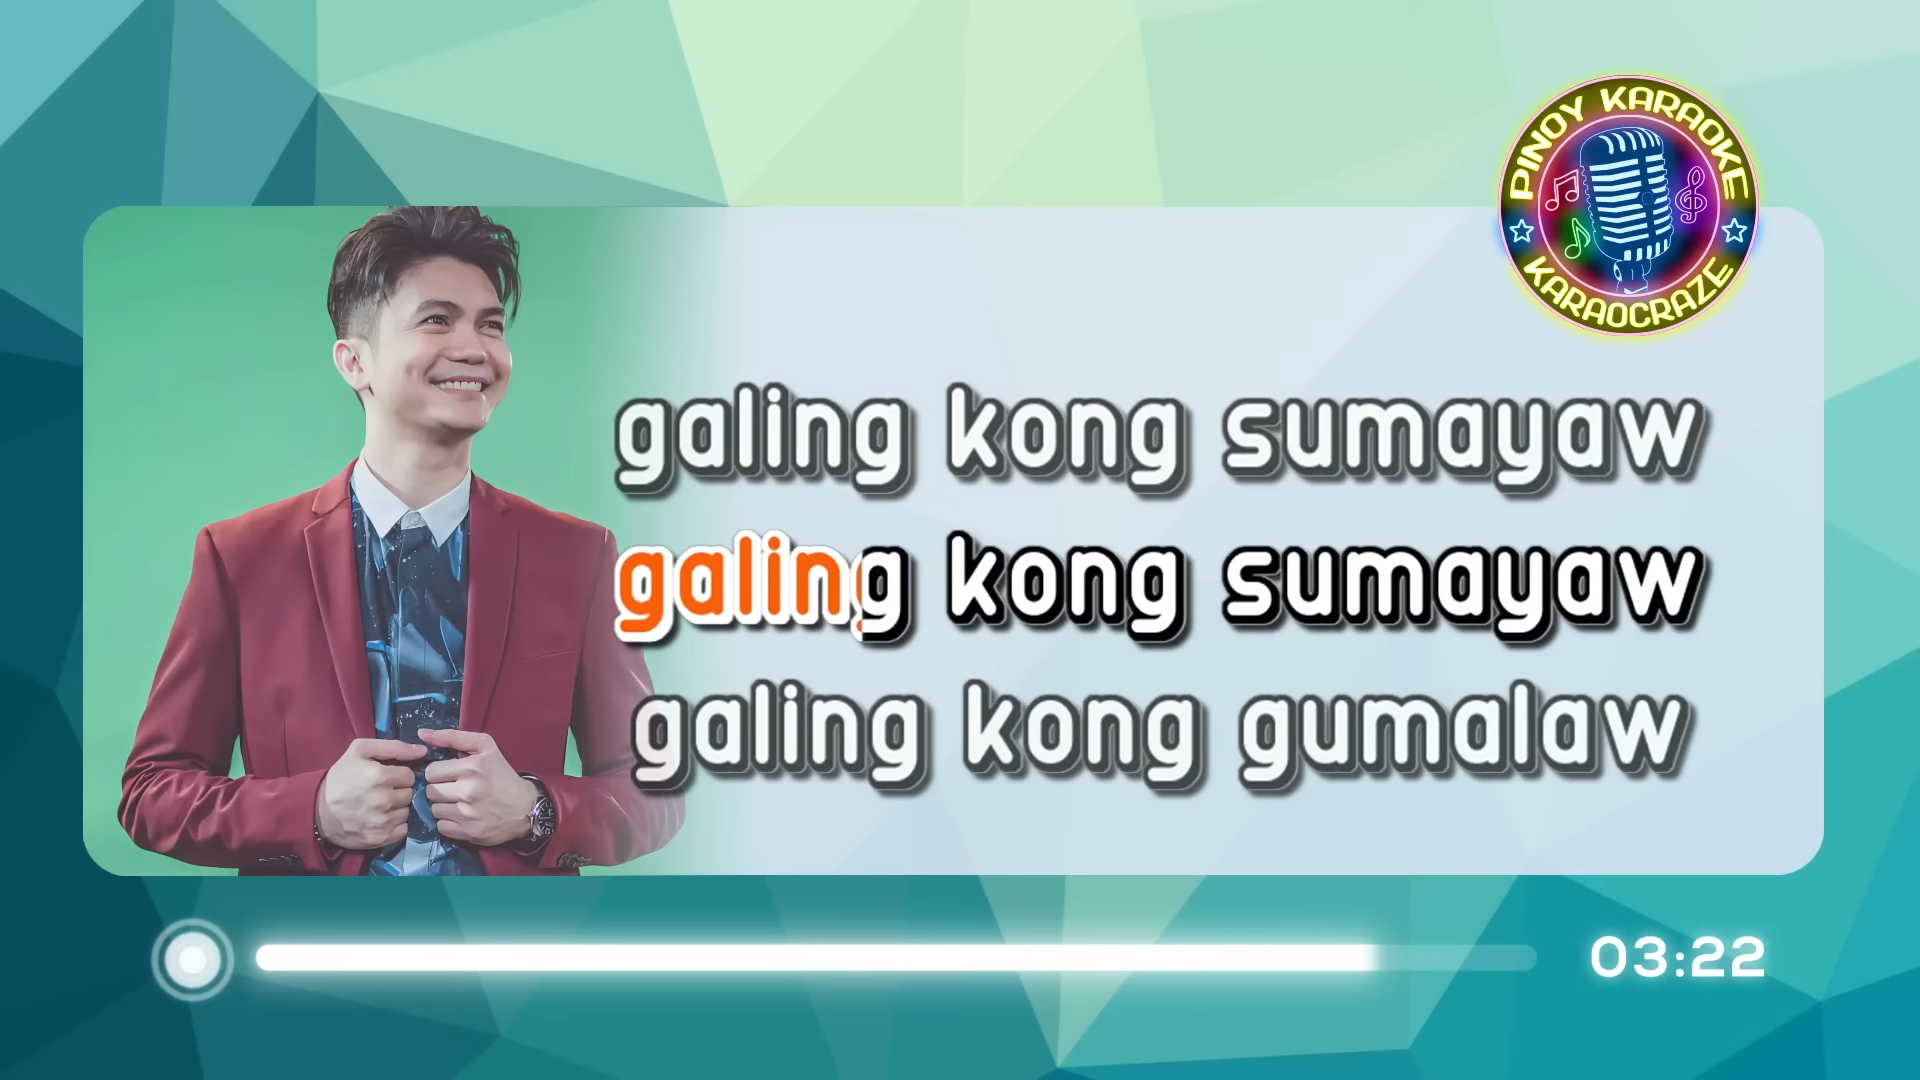 PINOY KARAOKE
KARAOCRAZE
galing kong sumayaw
galing kong sumayaw
galing kong gumalaw
03:22